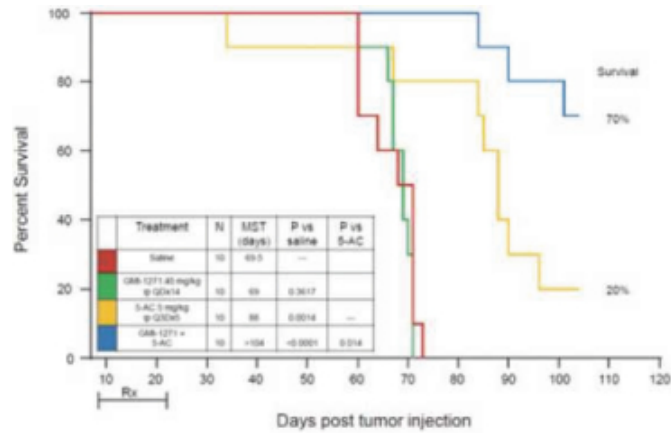 100
80
60
40
20
0
Percent Survival
Survival
70%
20%
Treatment N MST (days) P vs saline P vs 5-AC
Saline 10 69.5 —
GMI-1271 45 mg/kg ip QDx14 10 69 0.3617
5-AC 5 mg/kg ip Q3Dx5 10 88 0.0014 —
GMI-1271 + 5-AC 10 >104 <0.0001 0.014
10 20 30 40 50 60 70 80 90 100 110 120
Rx
Days post tumor injection